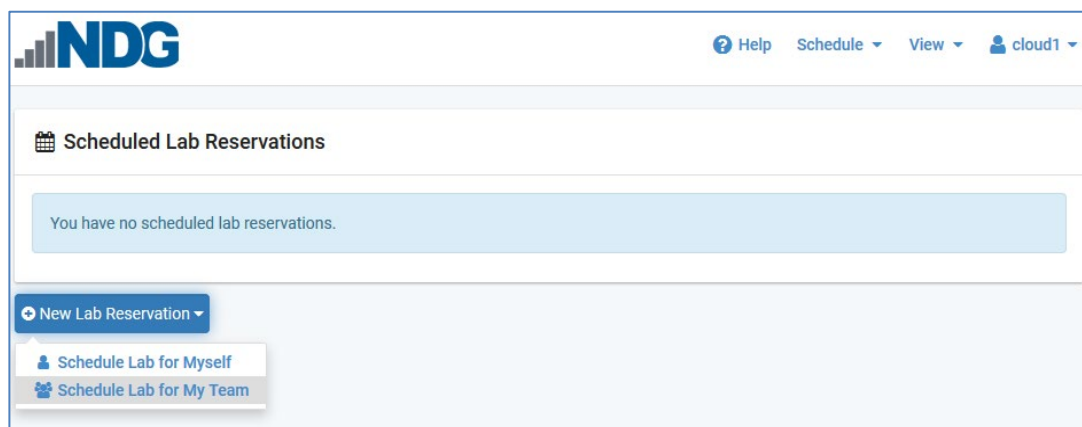 NDG
Help Schedule View cloud1
Scheduled Lab Reservations
You have no scheduled lab reservations.
New Lab Reservation
Schedule Lab for Myself
Schedule Lab for My Team